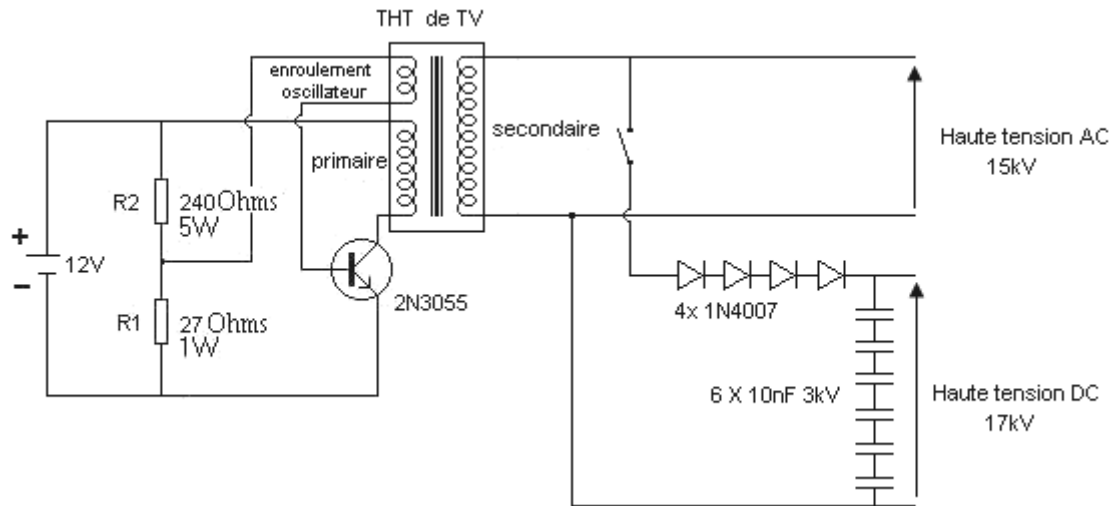 THT de TV
enroulement
oscillateur
secondaire
primaire
Haute tension AC
15kV
R2
240Ohms
5W
+
-
12V
R1
27 Ohms
1W
2N3055
4x 1N4007
6 X 10nF 3kV
Haute tension DC
17kV